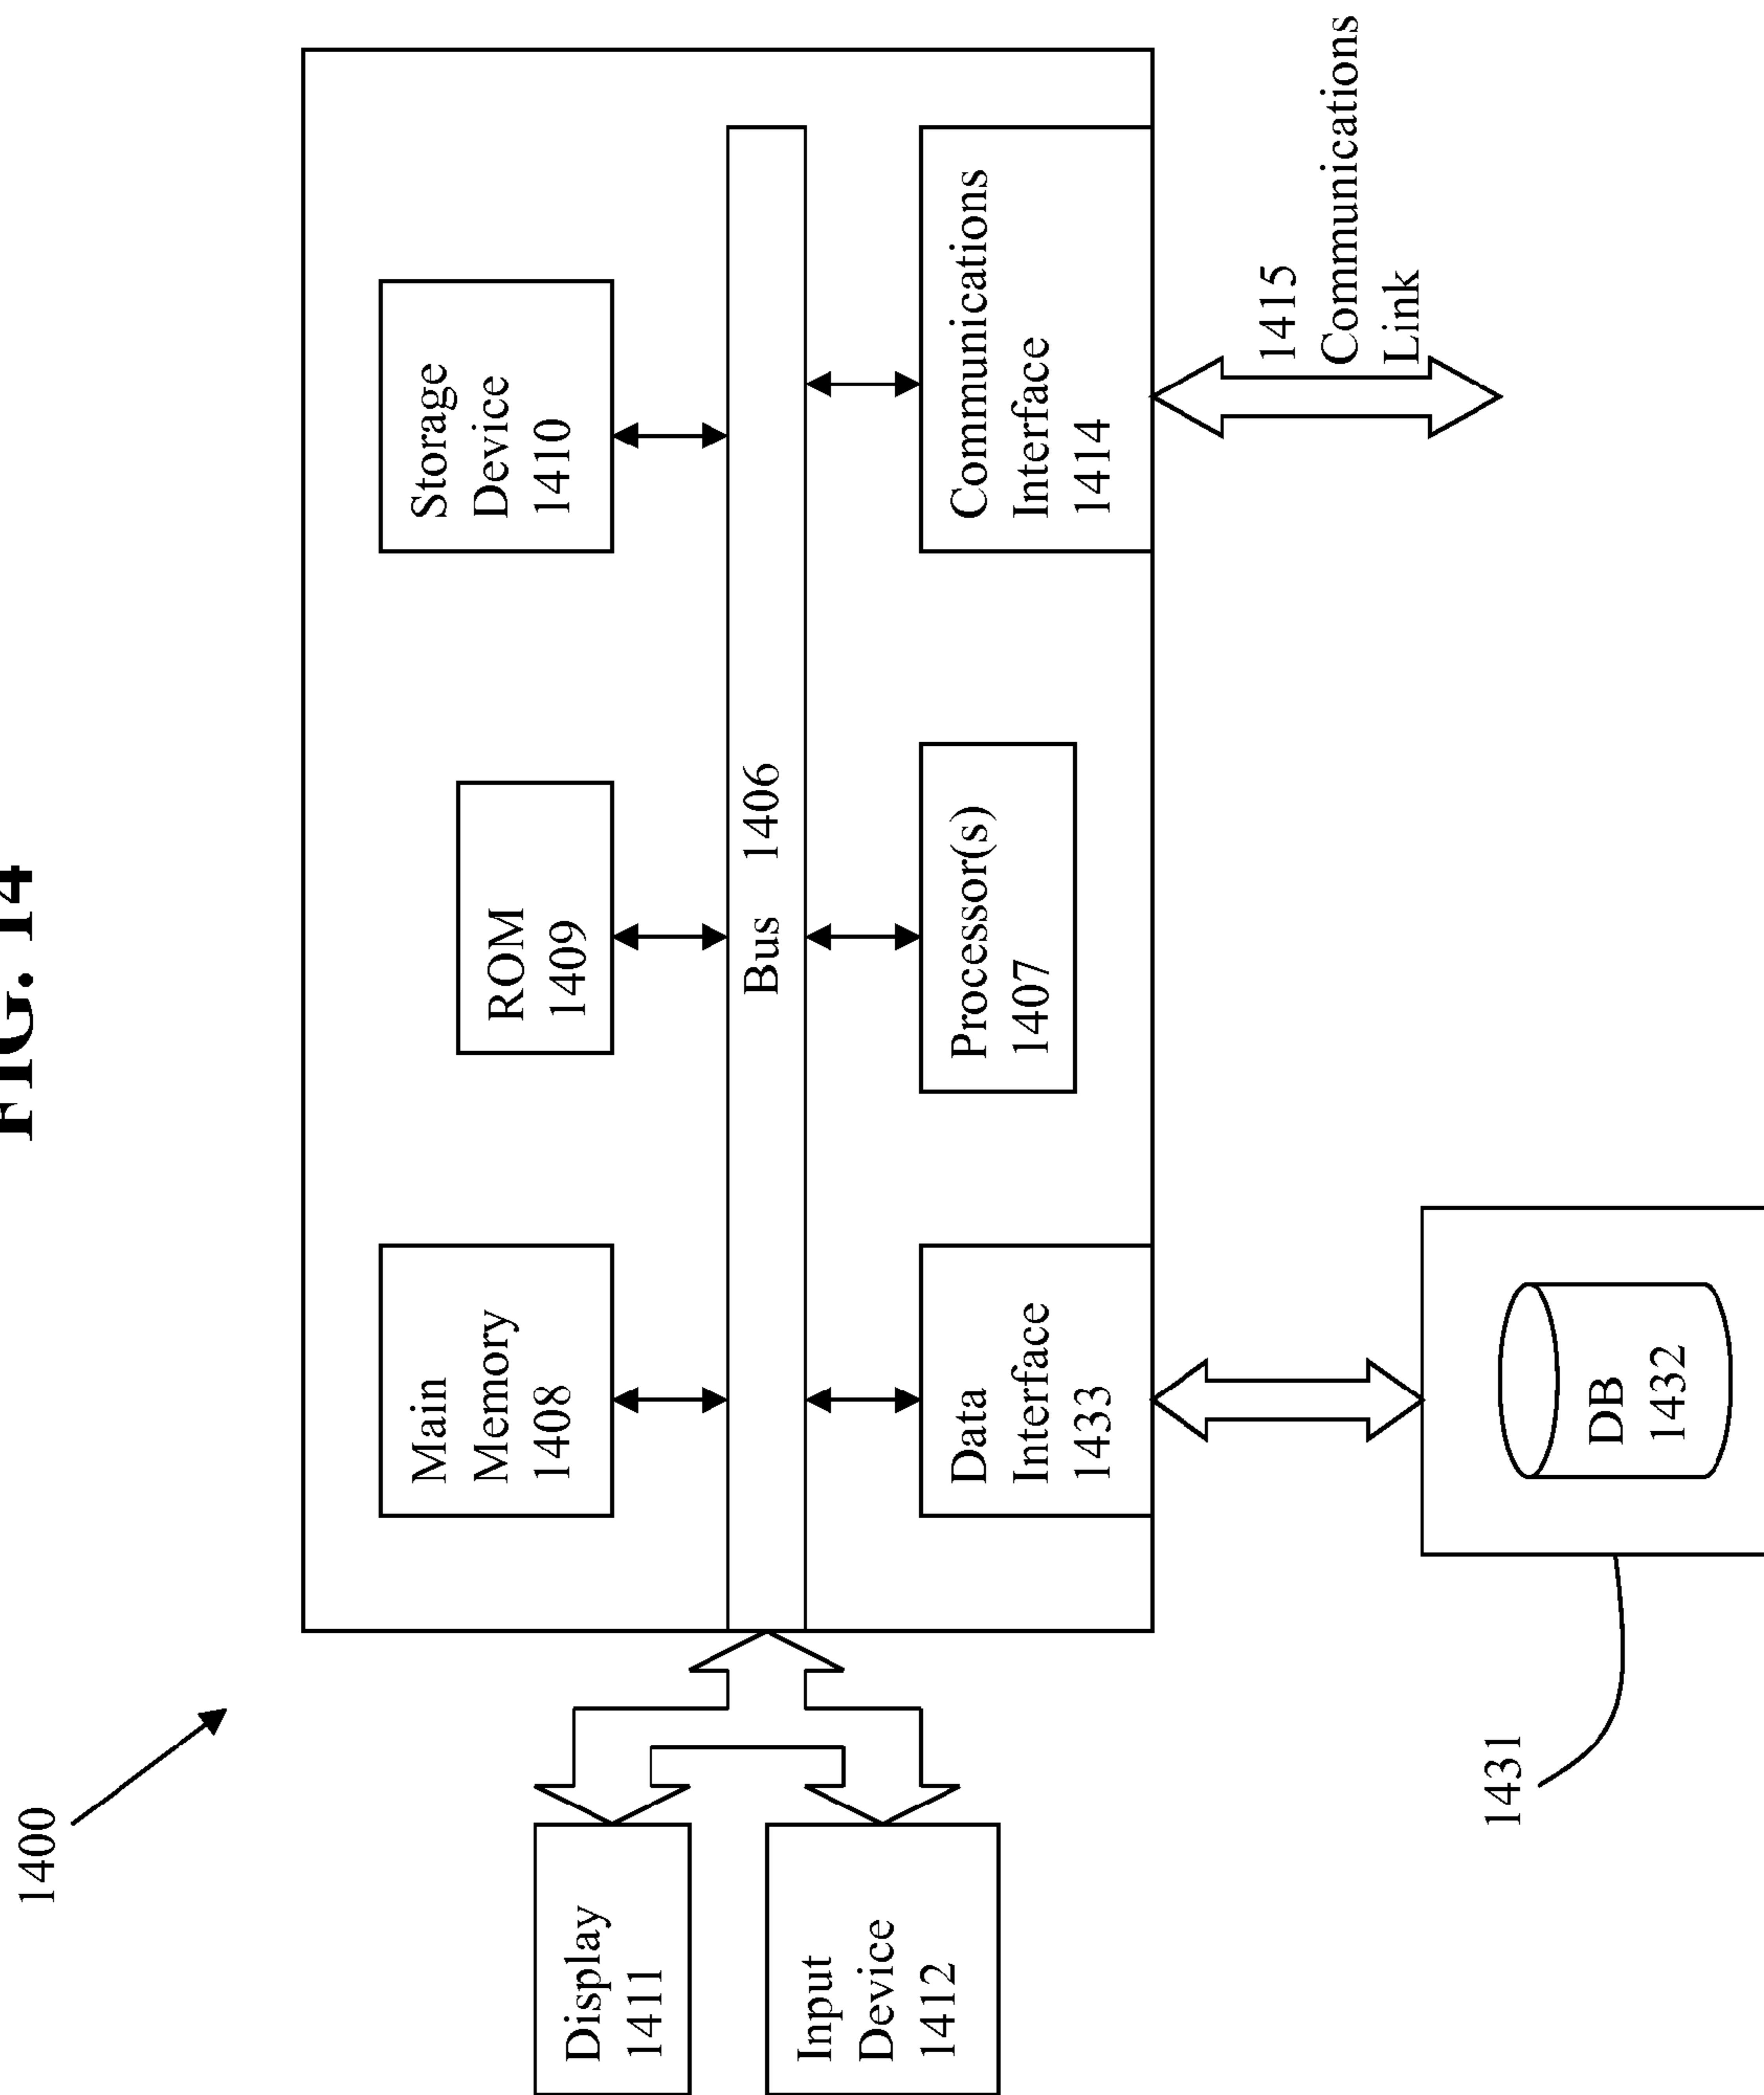 FIG. 14
1400
Main
Memory
1408
ROM
1409
Storage
Device
1410
Bus 1406
Display
1411
Input
Device
1412
Data
Interface
1433
Processor(s)
1407
Communications
Interface
1414
1415
Communications
Link
1431
DB
1432